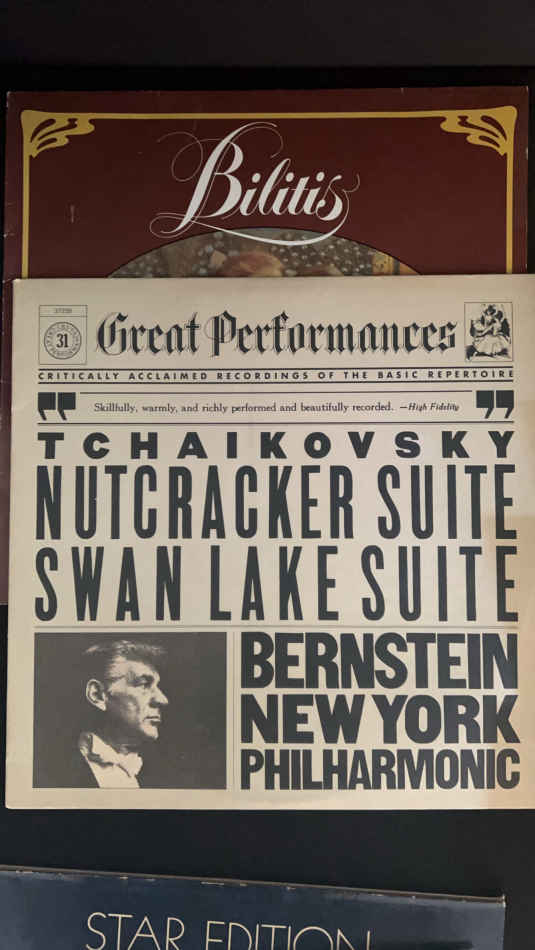 Bilitis
37238
31
Great Performances
CRITICALLY ACCLAIMED RECORDINGS OF THE BASIC REPERTOIRE
Skillfully, warmly, and richly performed and beautifully recorded. —High Fidelity
TCHAIKOVSKY
NUTCRACKER SUITE
SWAN LAKE SUITE
BERNSTEIN
NEW YORK
PHILHARMONIC
STAR EDITION